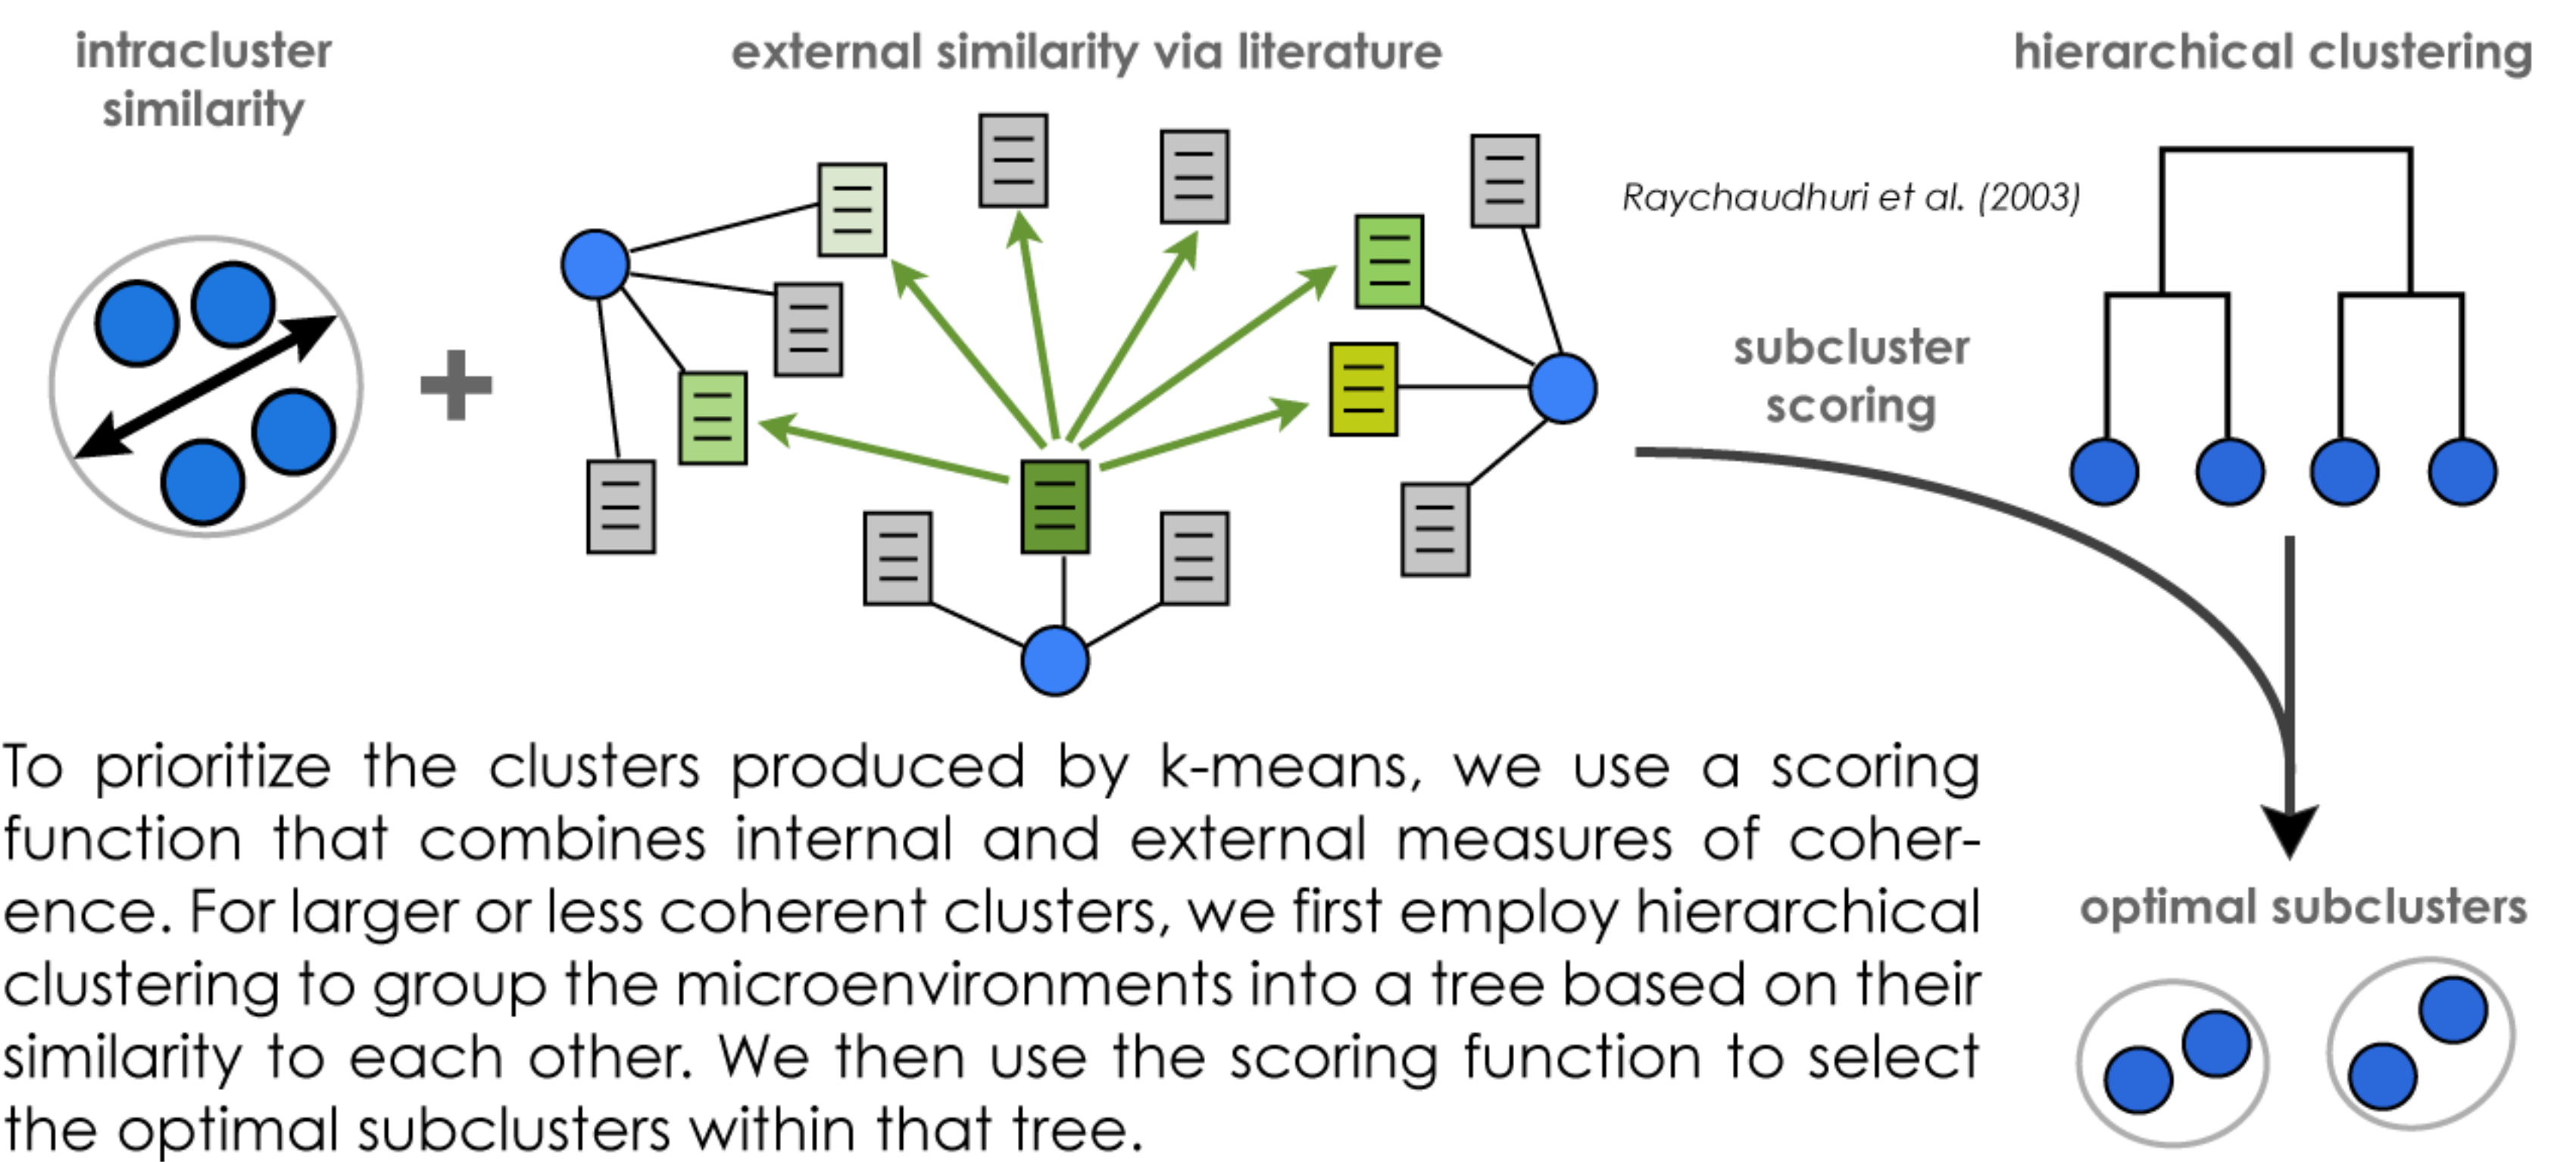 intracluster
similarity
external similarity via literature
hierarchical clustering
Raychaudhuri et al. (2003)
subcluster
scoring
To prioritize the clusters produced by k-means, we use a scoring
function that combines internal and external measures of coher-
ence. For larger or less coherent clusters, we first employ hierarchical
clustering to group the microenvironments into a tree based on their
similarity to each other. We then use the scoring function to select
the optimal subclusters within that tree.
optimal subclusters